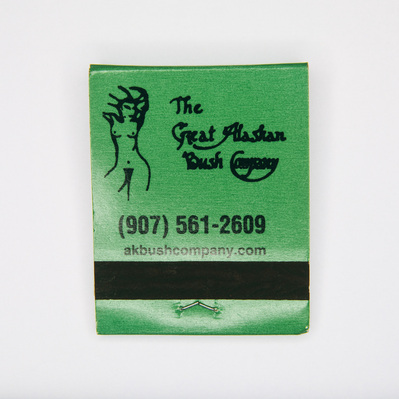 The
Great Alaskan
Bush Company
(907) 561-2609
akbushcompany.com